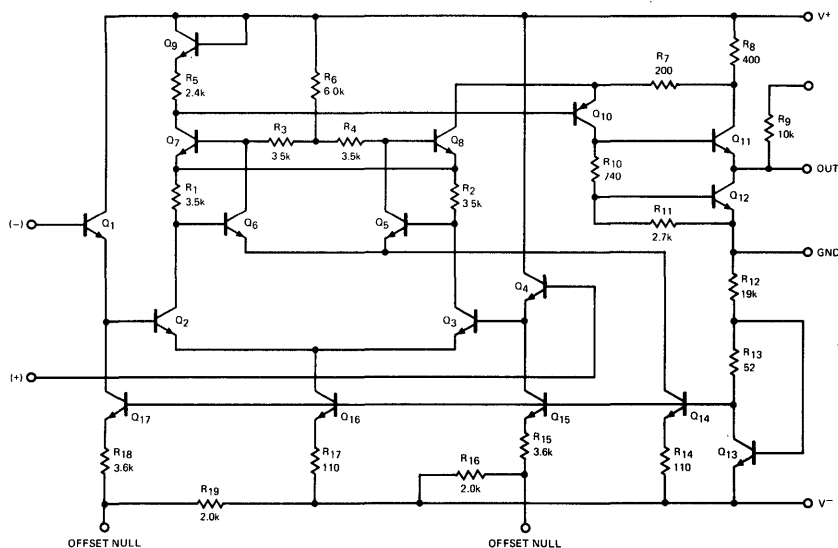 V+
Q9
R5
2.4k
R6
6 0k
R7
200
R8
400
Q10
R9
10k
Q7
R3
3 5k
R4
3.5k
Q8
Q11
OUT
R10
740
Q12
R1
3.5k
R2
3 5k
(-)
Q1
Q6
Q5
R11
2.7k
GND
Q4
R12
19k
Q2
Q3
R13
52
(+)
Q17
Q16
Q15
Q14
R18
3.6k
R17
110
R15
3.6k
R14
110
Q13
R16
2.0k
R19
2.0k
V-
OFFSET NULL
OFFSET NULL